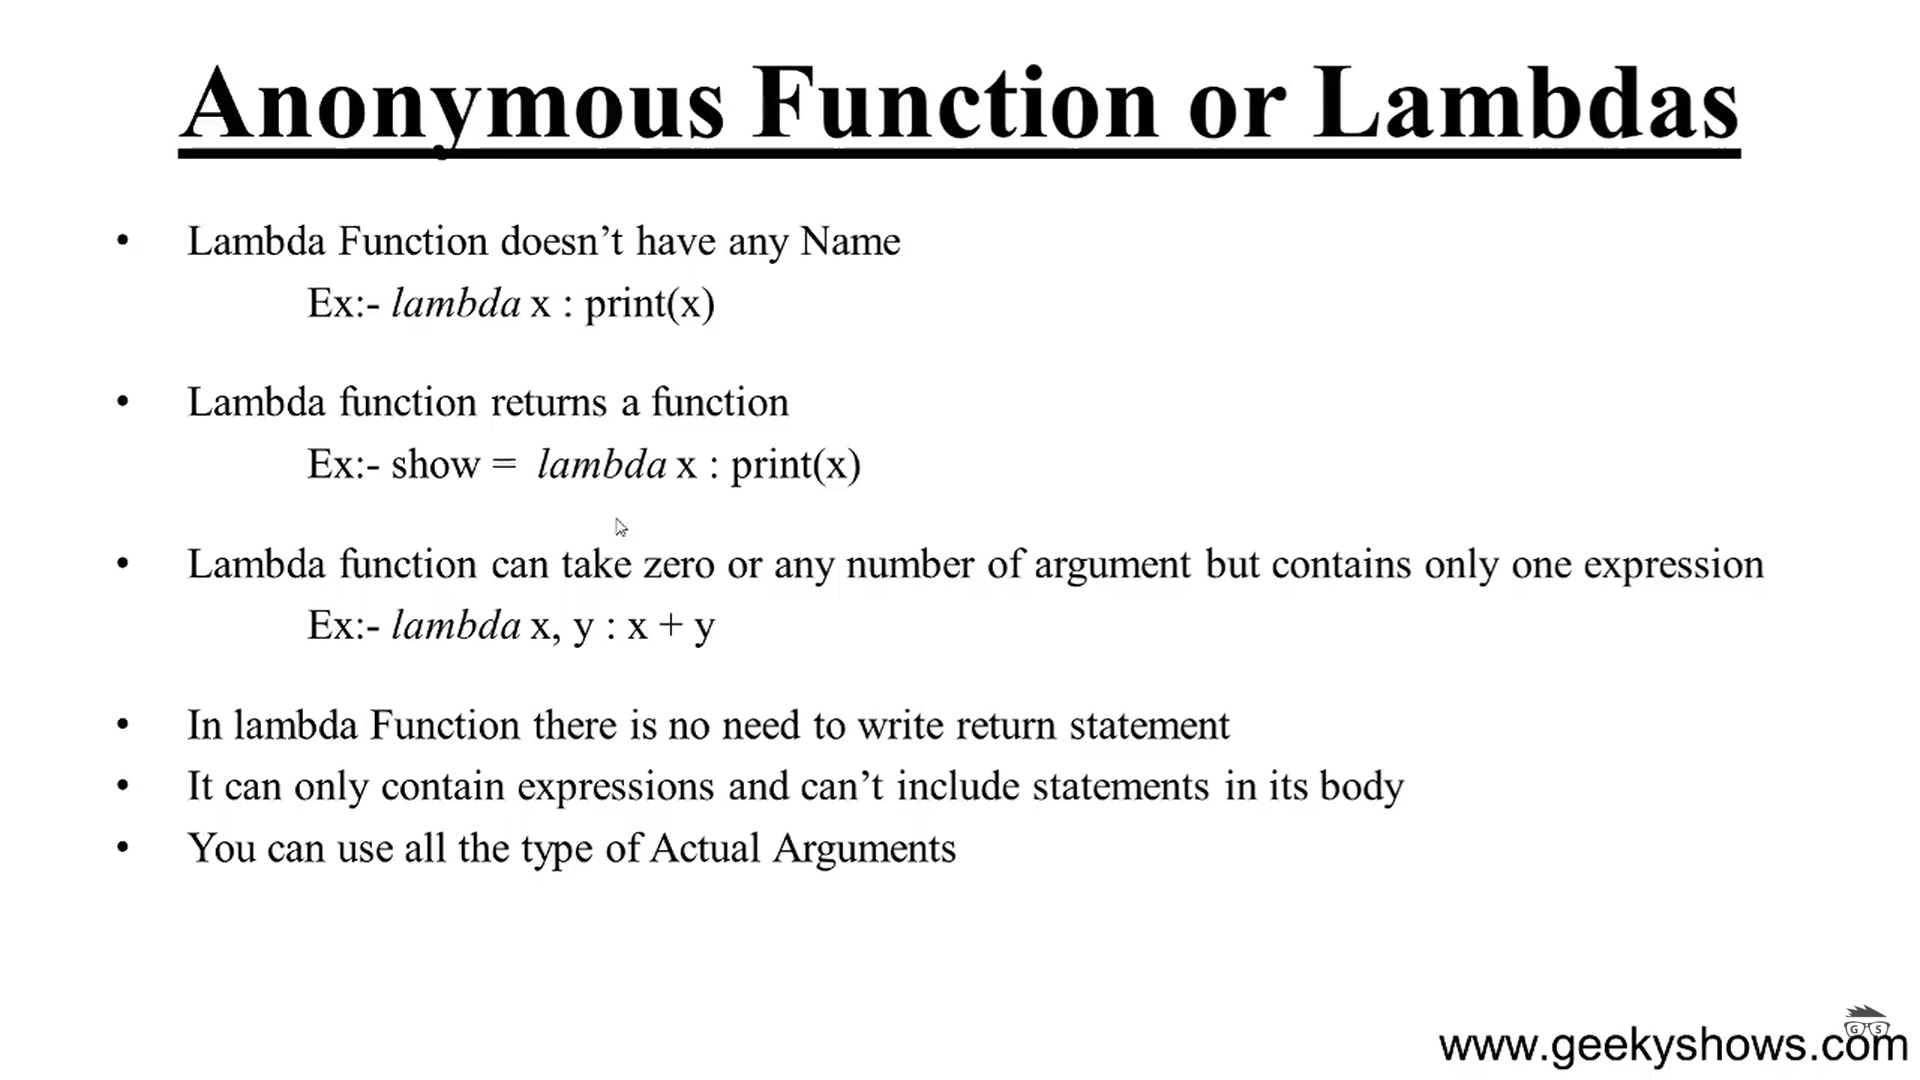 Anonymous Function or Lambdas
• Lambda Function doesn’t have any Name
Ex:- lambda x : print(x)
• Lambda function returns a function
Ex:- show = lambda x : print(x)
• Lambda function can take zero or any number of argument but contains only one expression
Ex:- lambda x, y : x + y
• In lambda Function there is no need to write return statement
• It can only contain expressions and can’t include statements in its body
• You can use all the type of Actual Arguments
G S
www.geekyshows.com